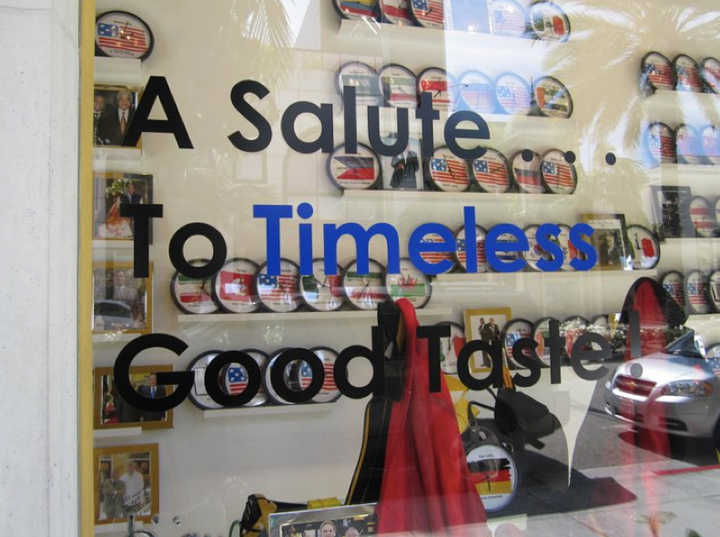 A Salute . . . .
To Timeless
Good Taste!